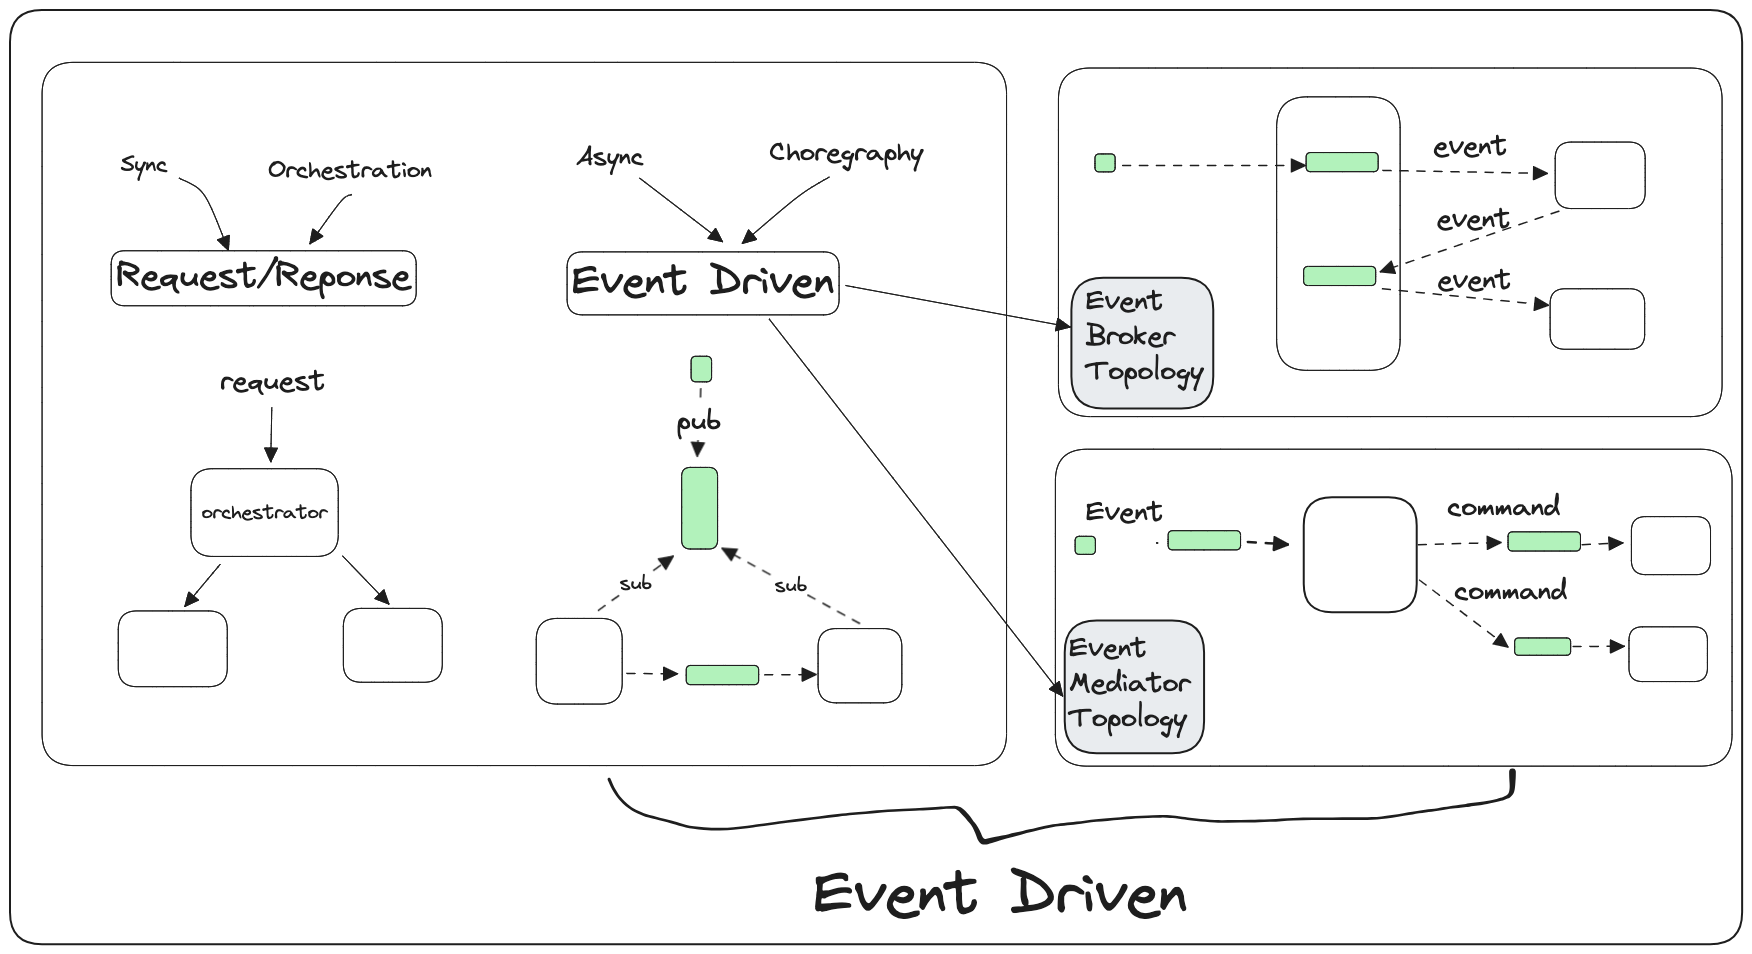 Sync
Orchestration
Request/Reponse
request
orchestrator
Async
Choregraphy
Event Driven
pub
sub
sub
event
event
event
Event
Broker
Topology
Event
command
command
Event
Mediator
Topology
Event Driven